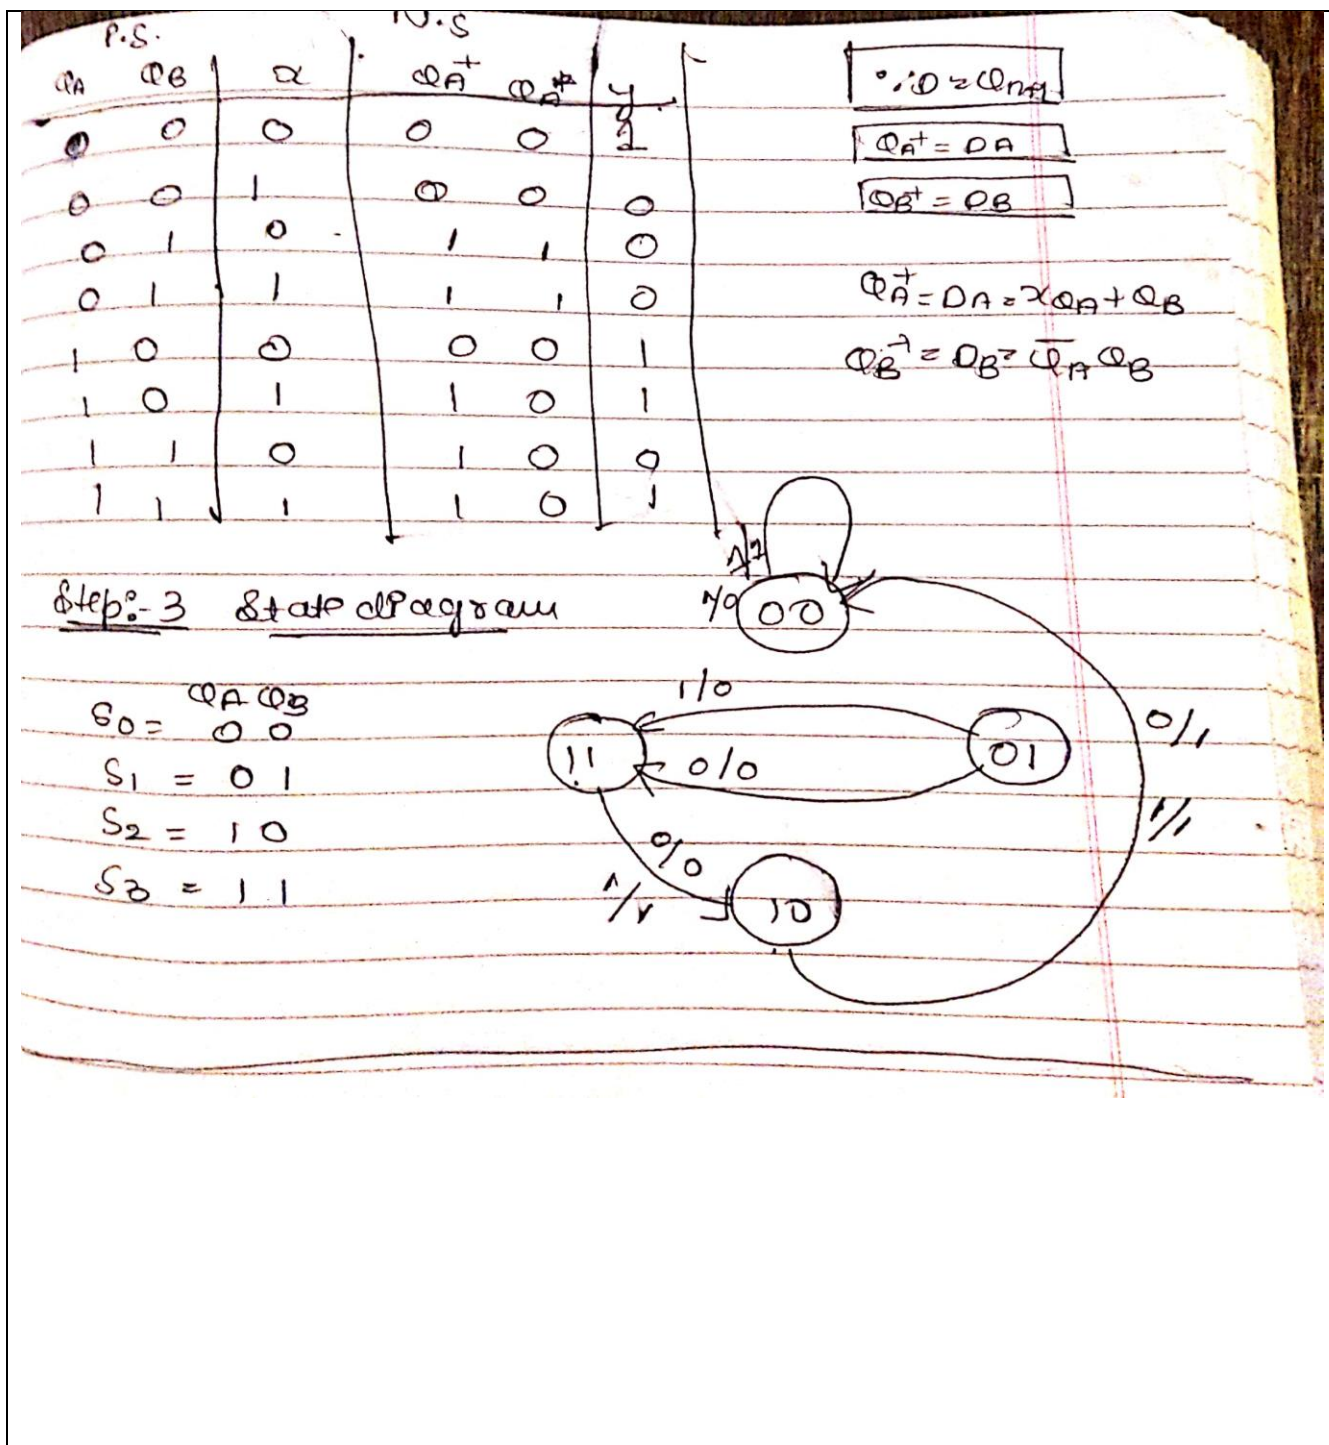 P.S. N.S
QA QB x QA+ QA+ y
0 0 0 0 0 1
0 0 1 0 0 0
0 1 0 1 1 0
0 1 1 1 1 0
1 0 0 0 0 1
1 0 1 1 0 1
1 1 0 1 0 0
1 1 1 1 0 1
∵ D = Qn+1
QA+ = DA
QB+ = DB
QA+ = DA = xQA + QB
QB+ = DB = Q̅A QB
Step:-3 State diagram
QA QB
S0 = 0 0
S1 = 0 1
S2 = 1 0
S3 = 1 1
1/0
00
1/0
11
0/0
01
0/1
1/1
0/0
10